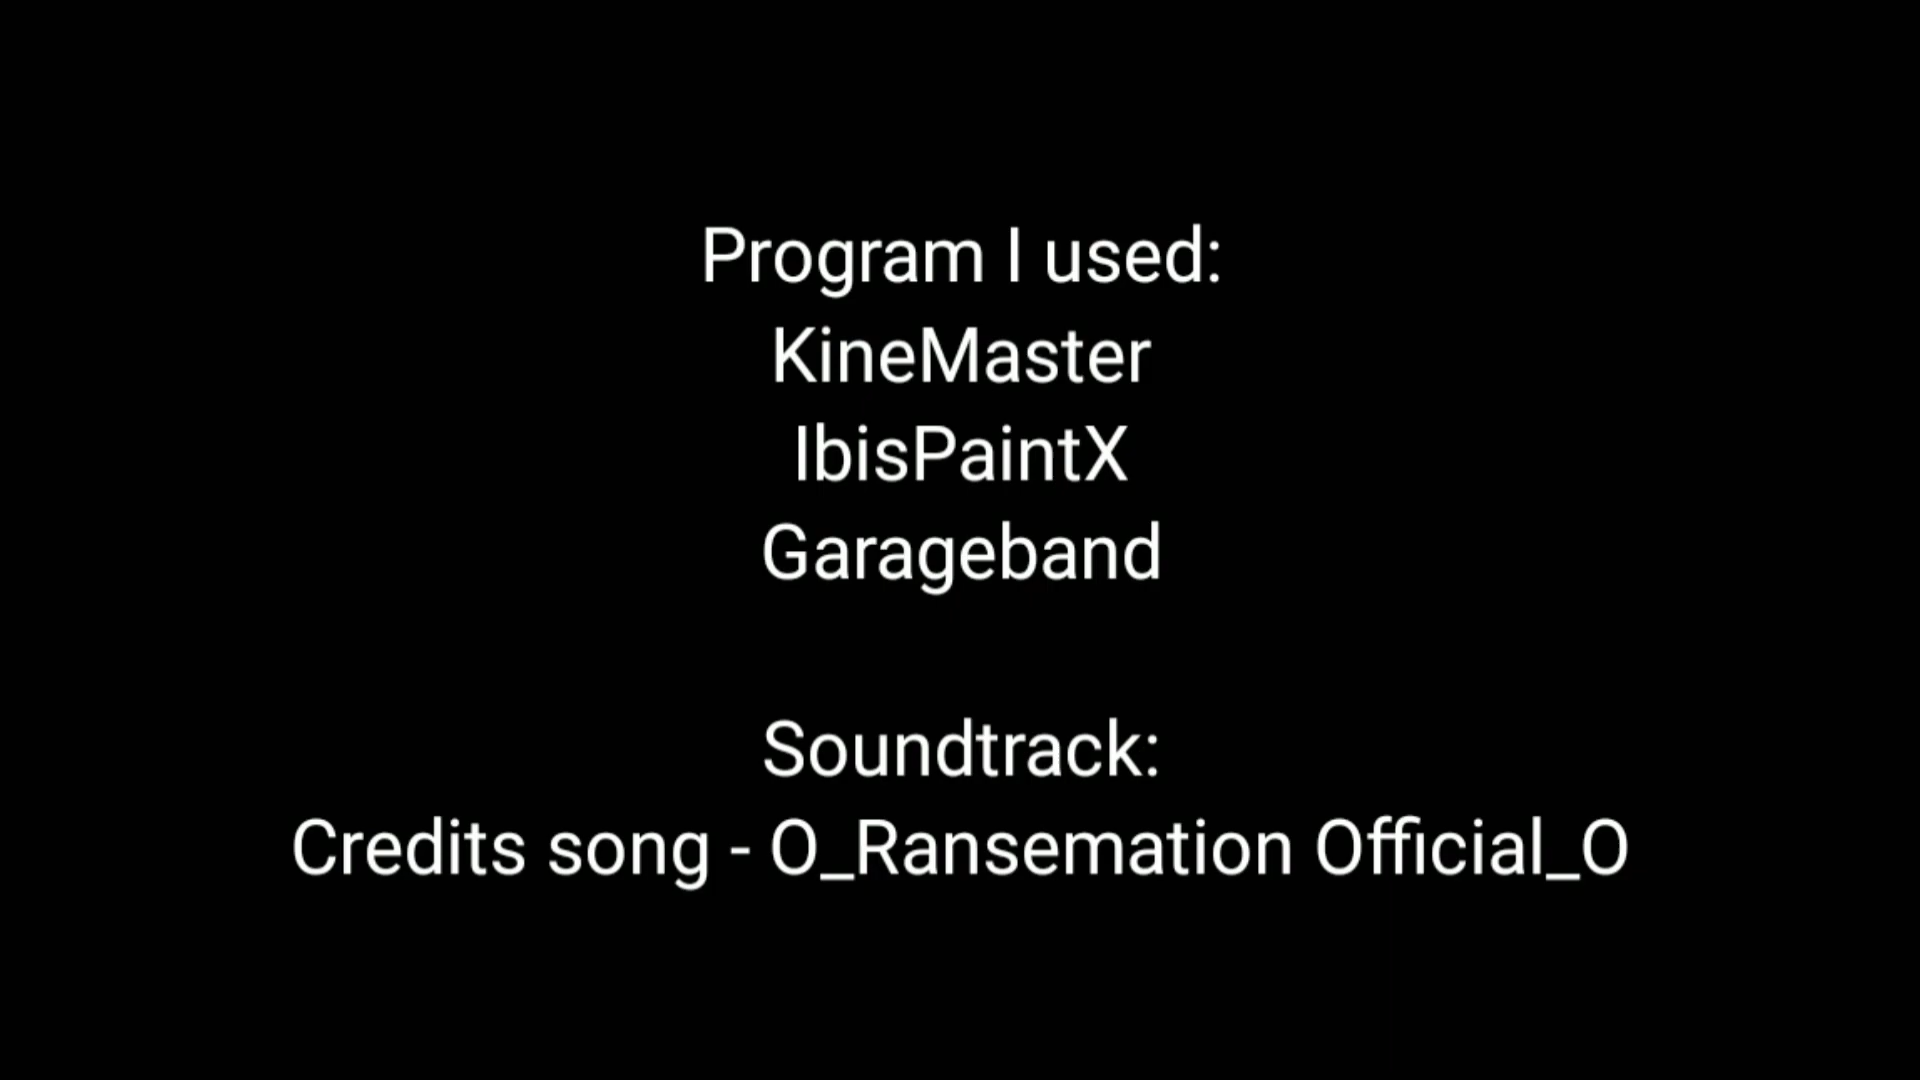 Program I used:
KineMaster
IbisPaintX
Garageband
Soundtrack:
Credits song - O_Ransemation Official_O